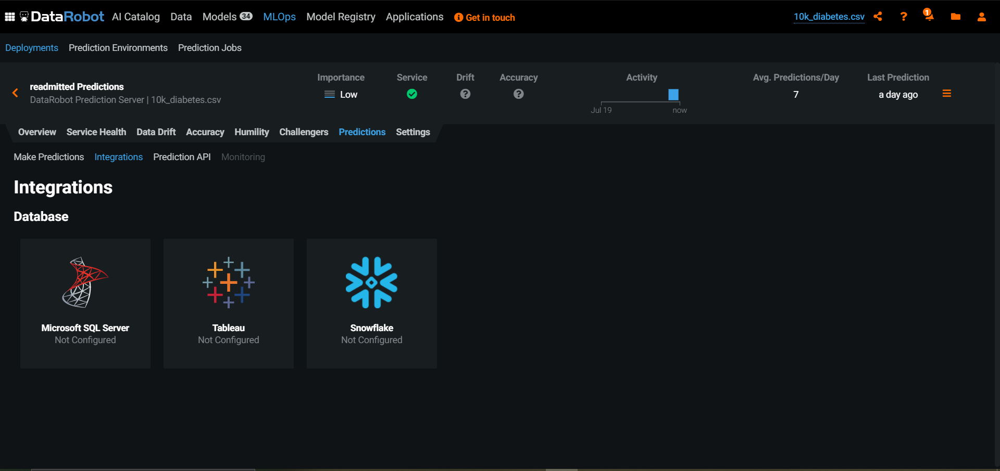 DataRobot AI Catalog Data Models 34 MLOps Model Registry Applications Get in touch 10k_diabetes.csv ? 1
Deployments Prediction Environments Prediction Jobs
Importance Service Drift Accuracy Activity Avg. Predictions/Day Last Prediction
readmitted Predictions
Low ? ? 7 a day ago
DataRobot Prediction Server | 10k_diabetes.csv
Jul 19 now
Overview Service Health Data Drift Accuracy Humility Challengers Predictions Settings
Make Predictions Integrations Prediction API Monitoring
Integrations
Database
Microsoft SQL Server
Not Configured
Tableau
Not Configured
Snowflake
Not Configured